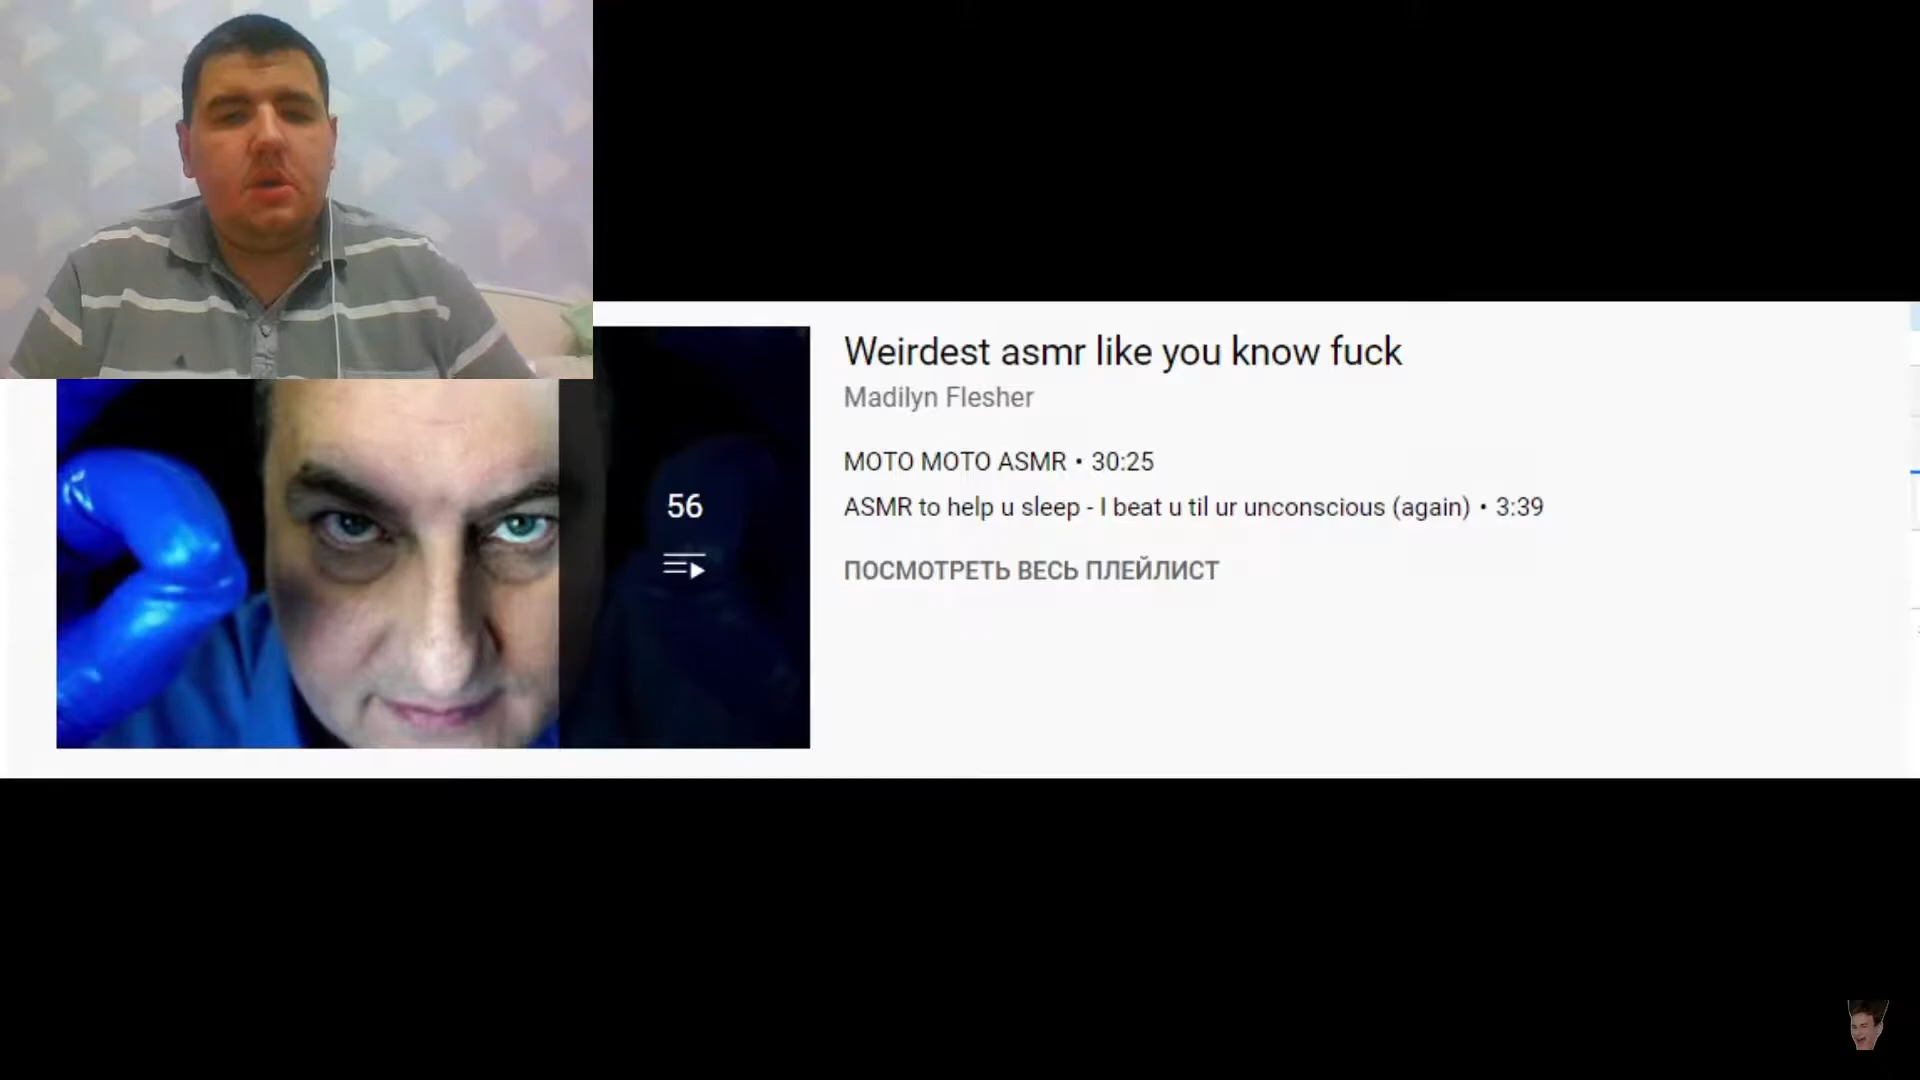 Weirdest asmr like you know fuck
Madilyn Flesher
MOTO MOTO ASMR • 30:25
56
ASMR to help u sleep - I beat u til ur unconscious (again) • 3:39
ПОСМОТРЕТЬ ВЕСЬ ПЛЕЙЛИСТ